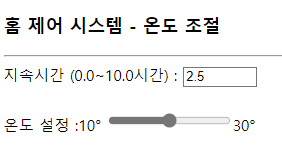 홈 제어 시스템 - 온도 조절
지속시간 (0.0~10.0시간) : 2.5
온도 설정 :10° 30°